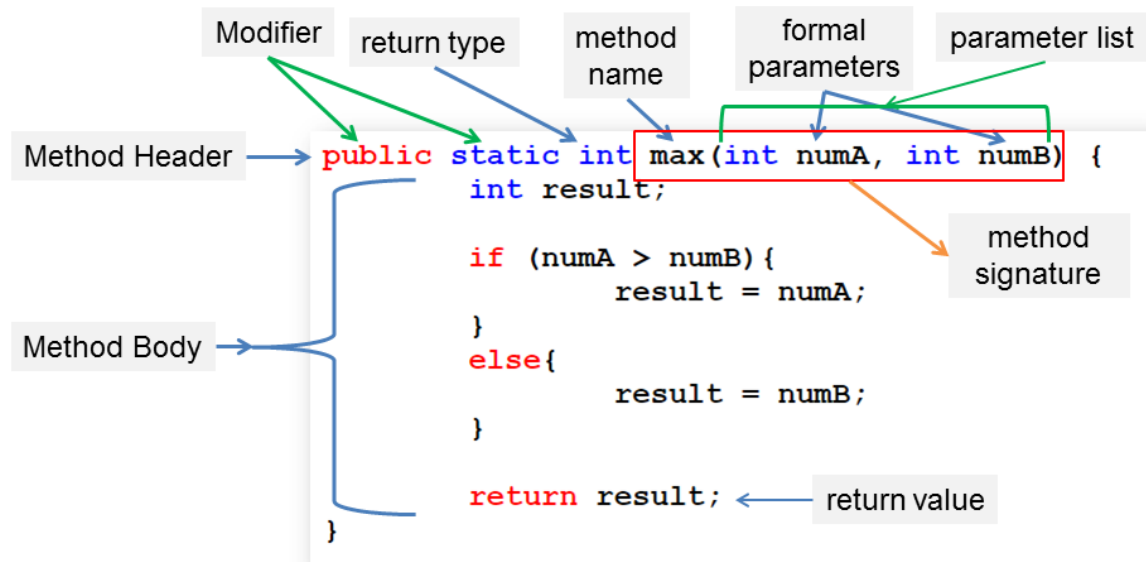 Modifier
return type
method
name
formal
parameters
parameter list
Method Header
public static int max(int numA, int numB) {
int result;
method
signature
if (numA > numB){
result = numA;
}
Method Body
else{
result = numB;
}
return result;
return value
}